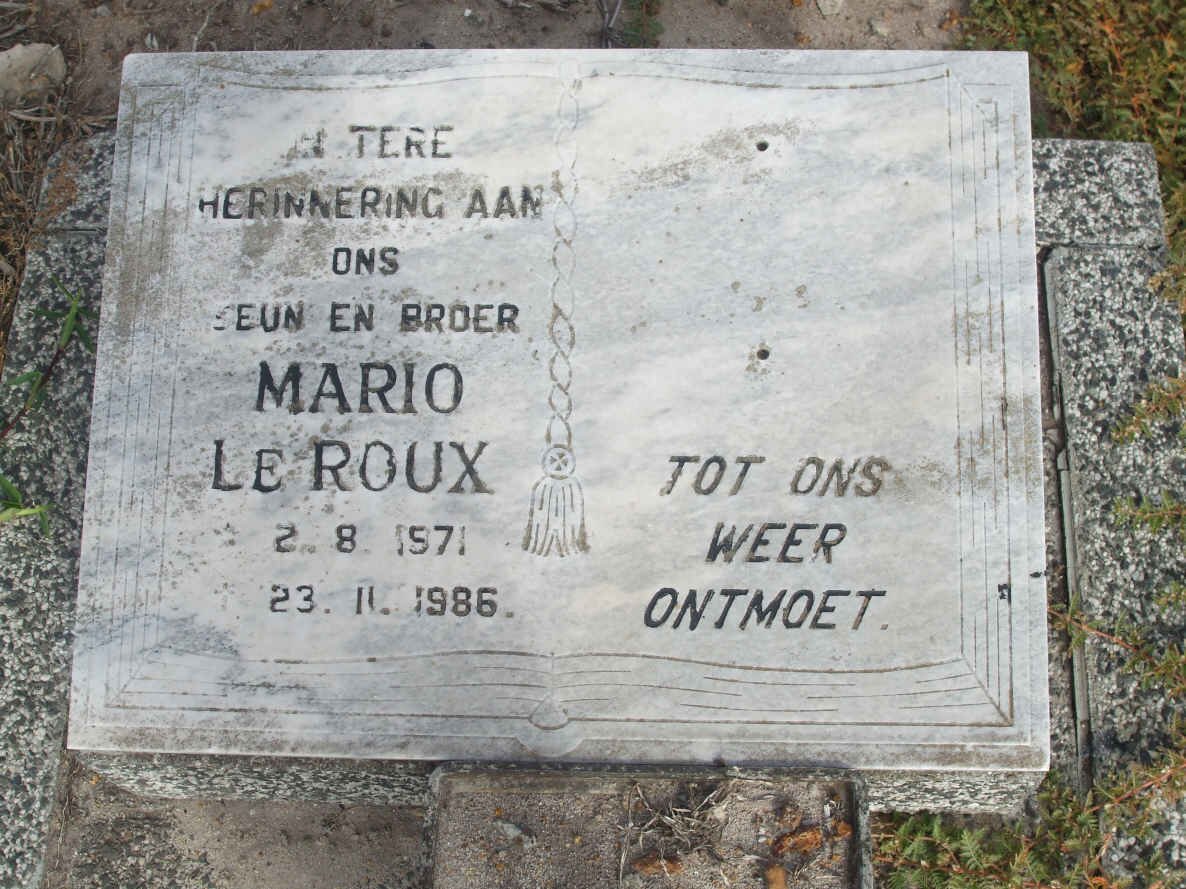 IN TERE
HERINNERING AAN
ONS
SEUN EN BROER
MARIO
LE ROUX
2. 8. 1971
23. 11. 1986.
TOT ONS
WEER
ONTMOET.